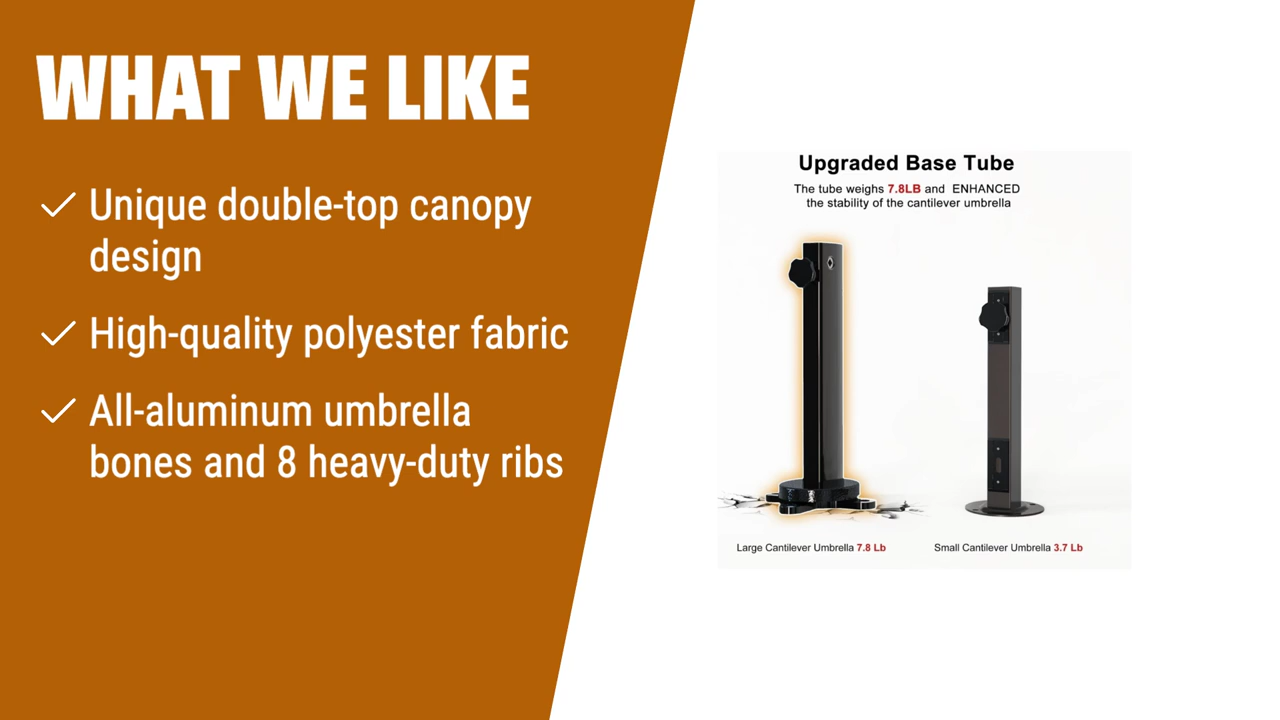 WHAT WE LIKE
Unique double-top canopy
design
High-quality polyester fabric
All-aluminum umbrella
bones and 8 heavy-duty ribs
Upgraded Base Tube
The tube weighs 7.8LB and ENHANCED
the stability of the cantilever umbrella
Large Cantilever Umbrella 7.8 Lb
Small Cantilever Umbrella 3.7 Lb